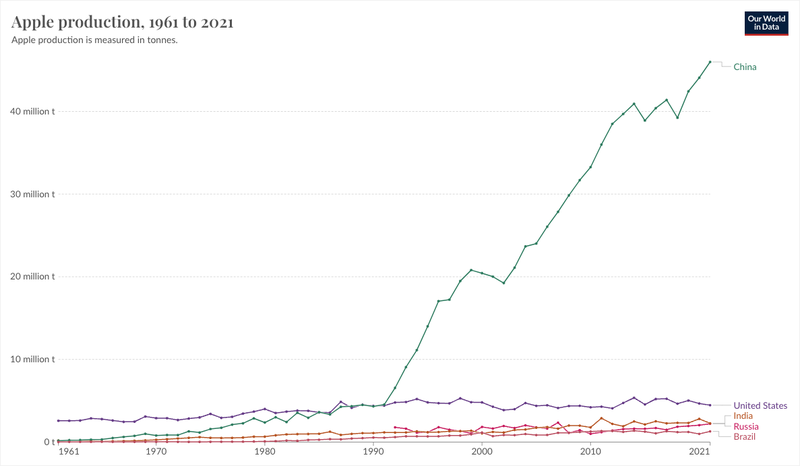 Apple production, 1961 to 2021
Apple production is measured in tonnes.
Our World
in Data
China
40 million t
30 million t
20 million t
10 million t
United States
India
Russia
Brazil
0 t
1961 1970 1980 1990 2000 2010 2021